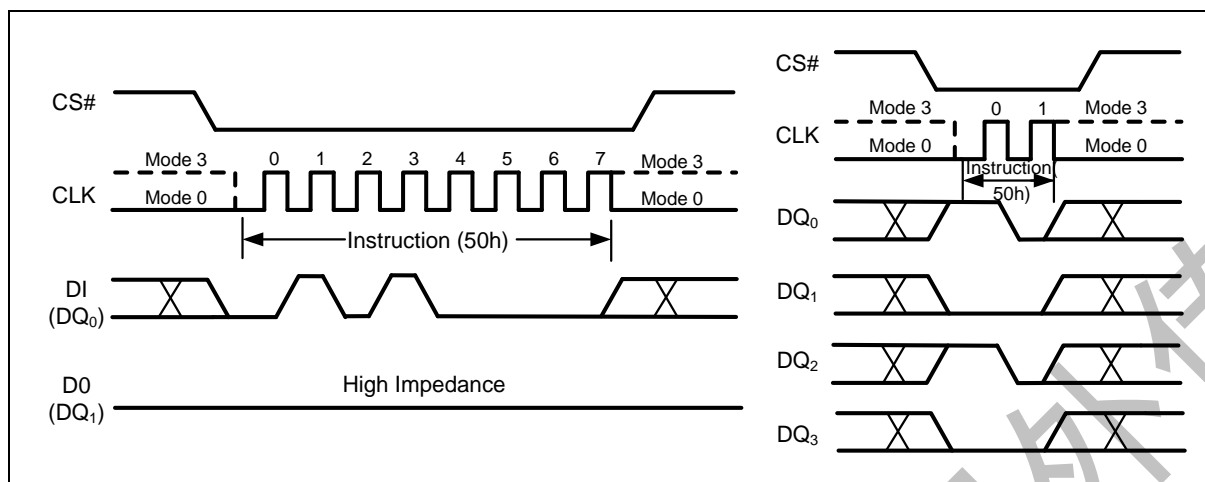 CS#
Mode 3
0 1 2 3 4 5 6 7
Mode 3
CLK
Mode 0
Mode 0
Instruction (50h)
DI
(DQ0)
D0
(DQ1)
High Impedance
CS#
Mode 3
0 1
Mode 3
CLK
Mode 0
Mode 0
Instruction(
50h)
DQ0
DQ1
DQ2
DQ3
外